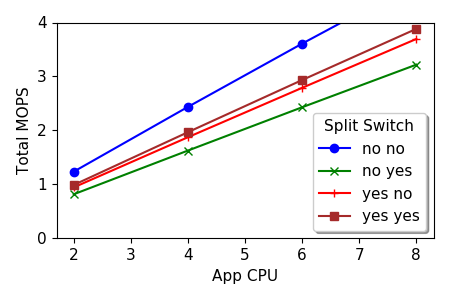 4
3
2
1
0
Total MOPS
2 3 4 5 6 7 8
App CPU
Split Switch
no no
no yes
yes no
yes yes